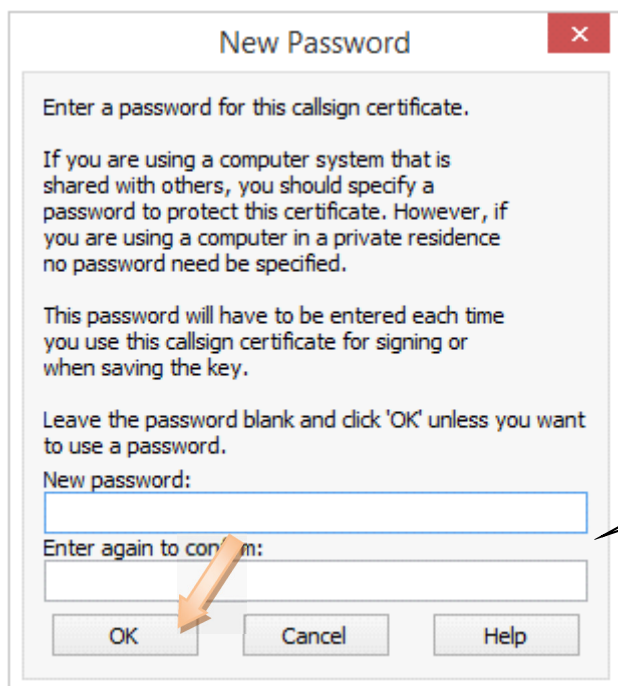 New Password
Enter a password for this callsign certificate.
If you are using a computer system that is
shared with others, you should specify a
password to protect this certificate. However, if
you are using a computer in a private residence
no password need be specified.
This password will have to be entered each time
you use this callsign certificate for signing or
when saving the key.
Leave the password blank and click 'OK' unless you want
to use a password.
New password:
Enter again to confirm:
OK
Cancel
Help